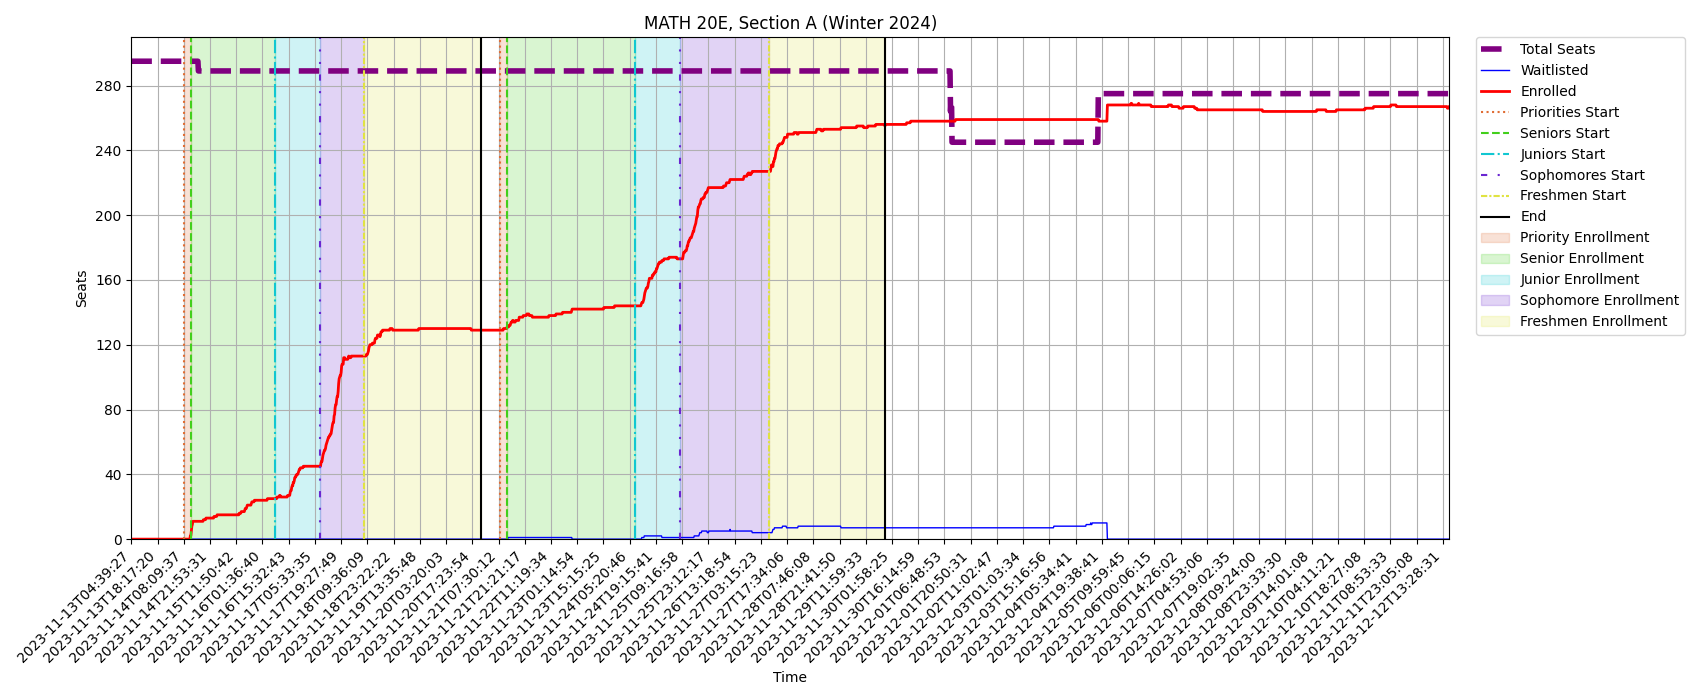 MATH 20E, Section A (Winter 2024)
Seats
280
240
200
160
120
80
40
0
2023-11-13T04:39:27
2023-11-13T18:17:20
2023-11-14T08:09:37
2023-11-14T21:53:31
2023-11-15T11:50:42
2023-11-16T01:36:40
2023-11-16T15:32:43
2023-11-17T05:33:35
2023-11-17T19:27:49
2023-11-18T09:36:09
2023-11-18T23:22:22
2023-11-19T13:35:48
2023-11-20T03:20:03
2023-11-20T17:23:54
2023-11-21T07:30:12
2023-11-21T21:21:17
2023-11-22T11:19:34
2023-11-23T01:14:54
2023-11-23T15:15:25
2023-11-24T05:20:46
2023-11-24T19:15:41
2023-11-25T09:16:58
2023-11-25T23:12:17
2023-11-26T13:18:54
2023-11-27T03:15:23
2023-11-27T17:34:06
2023-11-28T07:46:08
2023-11-28T21:41:50
2023-11-29T11:59:33
2023-11-30T01:58:25
2023-11-30T16:14:59
2023-12-01T06:48:53
2023-12-01T20:50:31
2023-12-02T11:02:47
2023-12-03T01:03:34
2023-12-03T15:16:56
2023-12-04T05:34:41
2023-12-04T19:38:41
2023-12-05T09:59:45
2023-12-06T00:06:15
2023-12-06T14:26:02
2023-12-07T04:53:06
2023-12-07T19:02:35
2023-12-08T09:24:00
2023-12-08T23:33:30
2023-12-09T14:01:08
2023-12-10T04:11:21
2023-12-10T18:27:08
2023-12-11T08:53:33
2023-12-11T23:05:08
2023-12-12T13:28:31
Time
Total Seats
Waitlisted
Enrolled
Priorities Start
Seniors Start
Juniors Start
Sophomores Start
Freshmen Start
End
Priority Enrollment
Senior Enrollment
Junior Enrollment
Sophomore Enrollment
Freshmen Enrollment